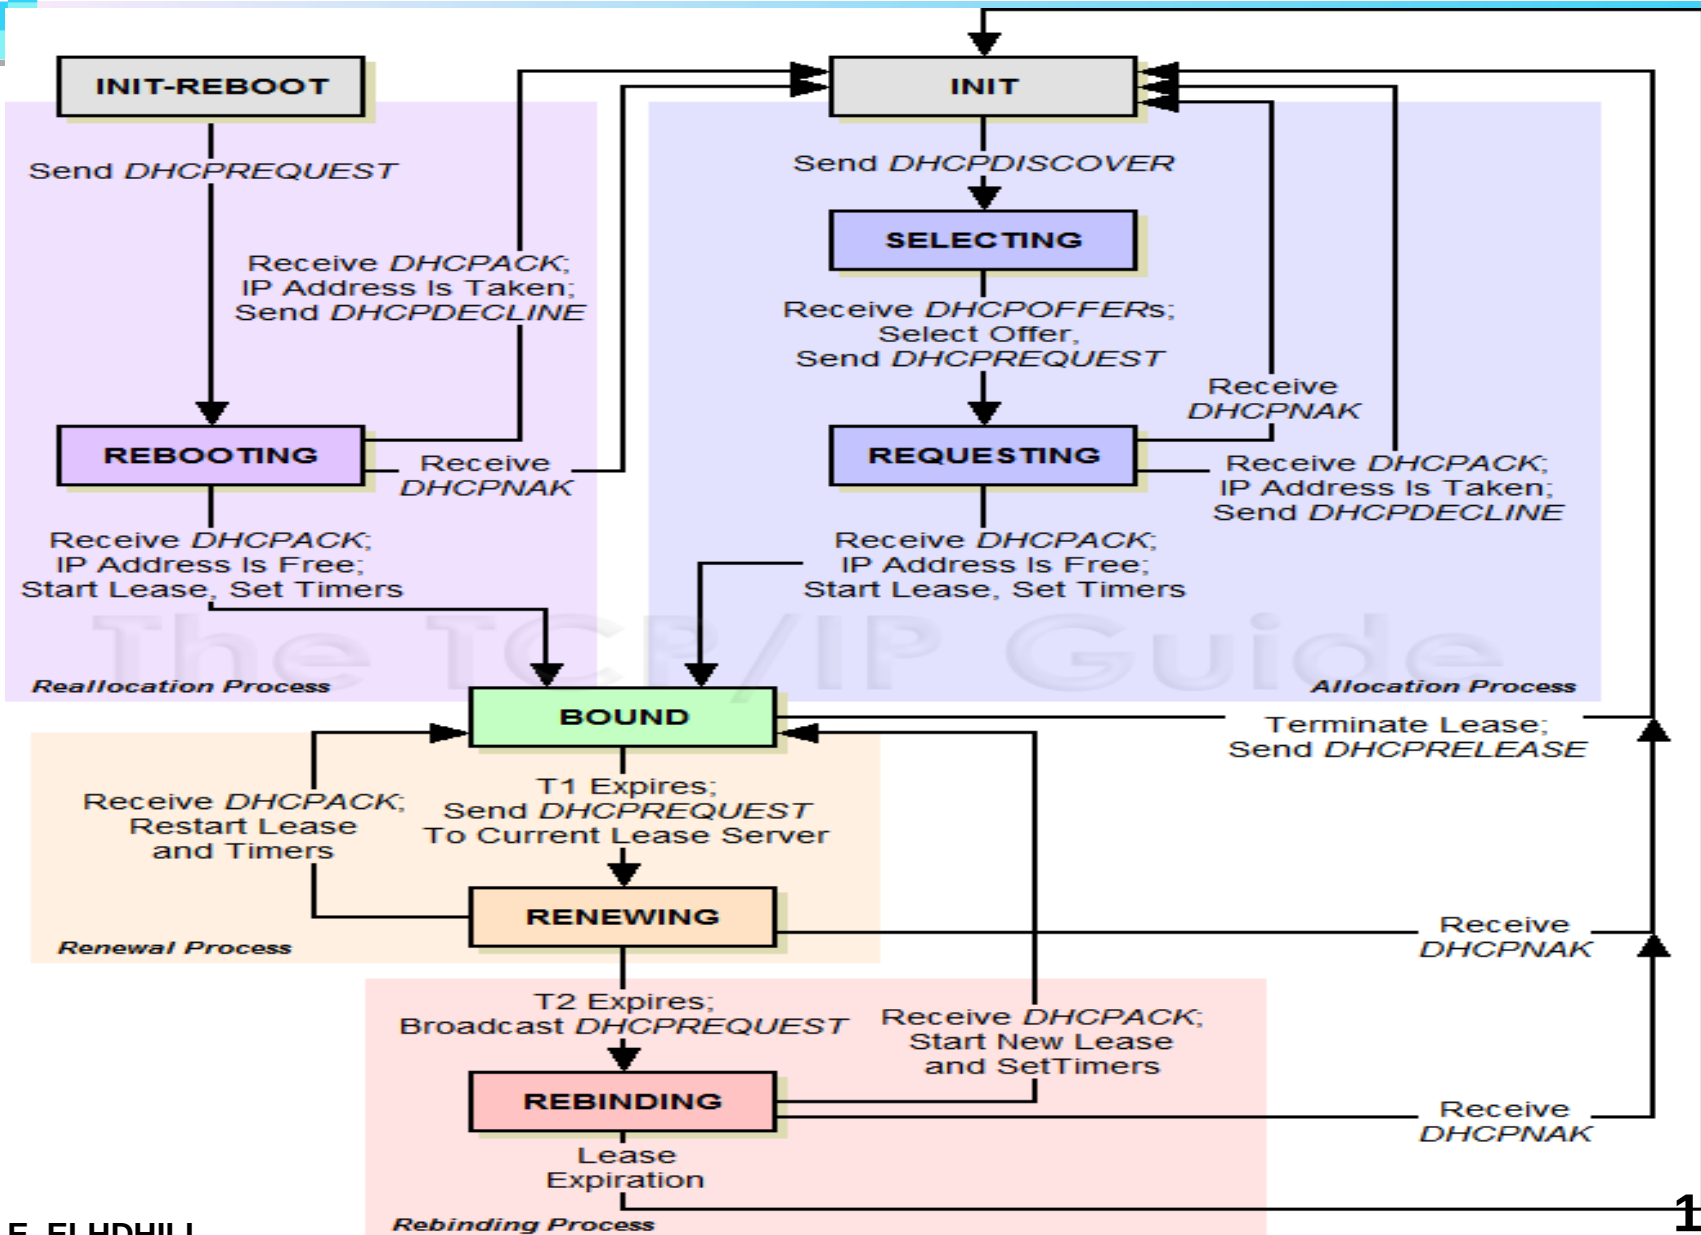 INIT-REBOOT
INIT
Send DHCPREQUEST
Send DHCPDISCOVER
SELECTING
Receive DHCPACK;
IP Address Is Taken;
Send DHCPDECLINE
Receive DHCPOFFERs;
Select Offer,
Send DHCPREQUEST
Receive
DHCPNAK
REBOOTING
Receive
DHCPNAK
REQUESTING
Receive DHCPACK;
IP Address Is Taken;
Send DHCPDECLINE
Receive DHCPACK;
IP Address Is Free;
Start Lease, Set Timers
Receive DHCPACK;
IP Address Is Free;
Start Lease, Set Timers
The TCP/IP Guide
Reallocation Process
Allocation Process
BOUND
Terminate Lease;
Send DHCPRELEASE
Receive DHCPACK;
Restart Lease
and Timers
T1 Expires;
Send DHCPREQUEST
To Current Lease Server
RENEWING
Receive
DHCPNAK
Renewal Process
T2 Expires;
Broadcast DHCPREQUEST
Receive DHCPACK;
Start New Lease
and SetTimers
REBINDING
Receive
DHCPNAK
Lease
Expiration
Rebinding Process
1